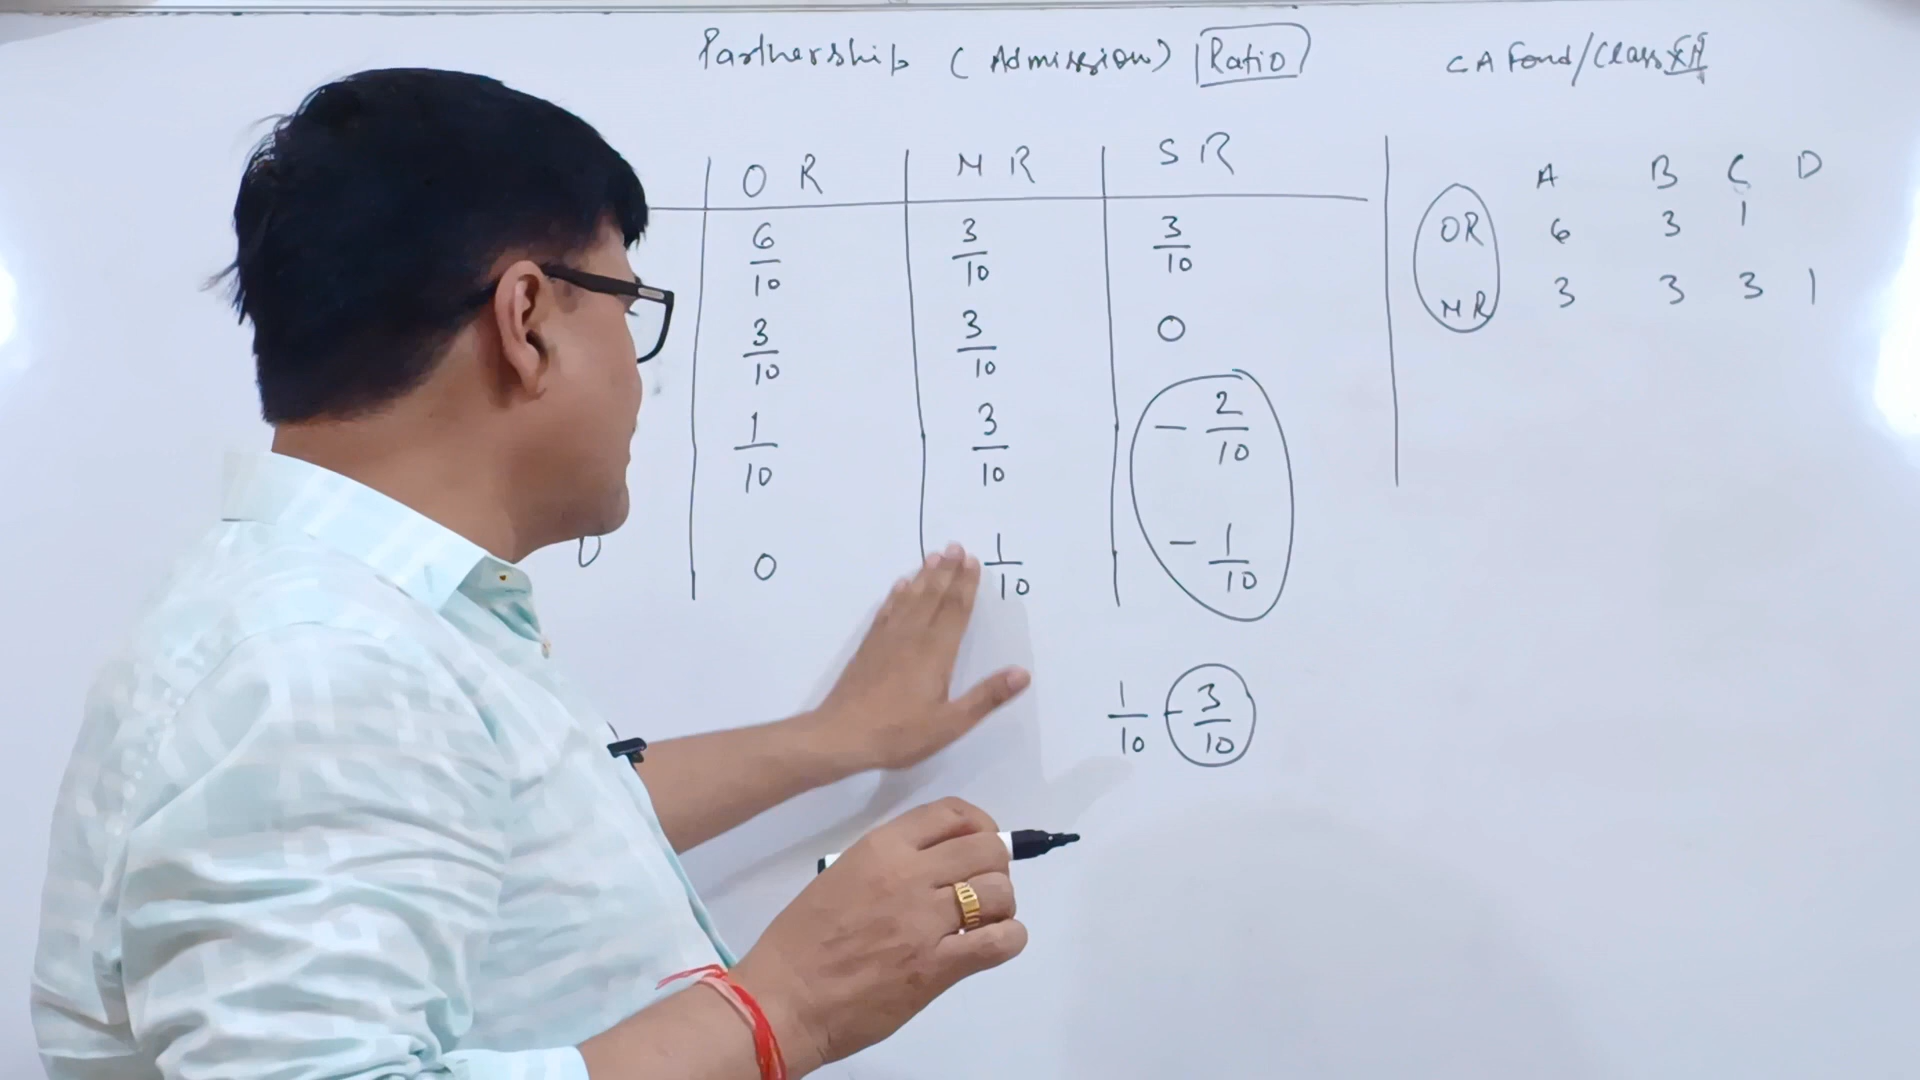 Partnership (Admission) Ratio
CA Found/Class XII
OR MR SR
6/10 3/10 3/10
3/10 3/10 0
1/10 3/10 - 2/10
D 0 1/10 - 1/10
1/10 - 3/10
A B C D
OR 6 3 1
MR 3 3 3 1